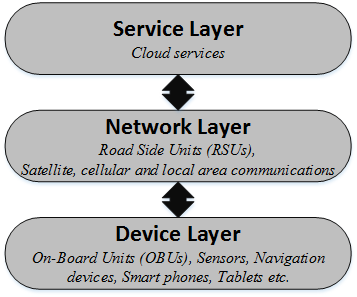 Service Layer
Cloud services
Network Layer
Road Side Units (RSUs),
Satellite, cellular and local area communications
Device Layer
On-Board Units (OBUs), Sensors, Navigation
devices, Smart phones, Tablets etc.